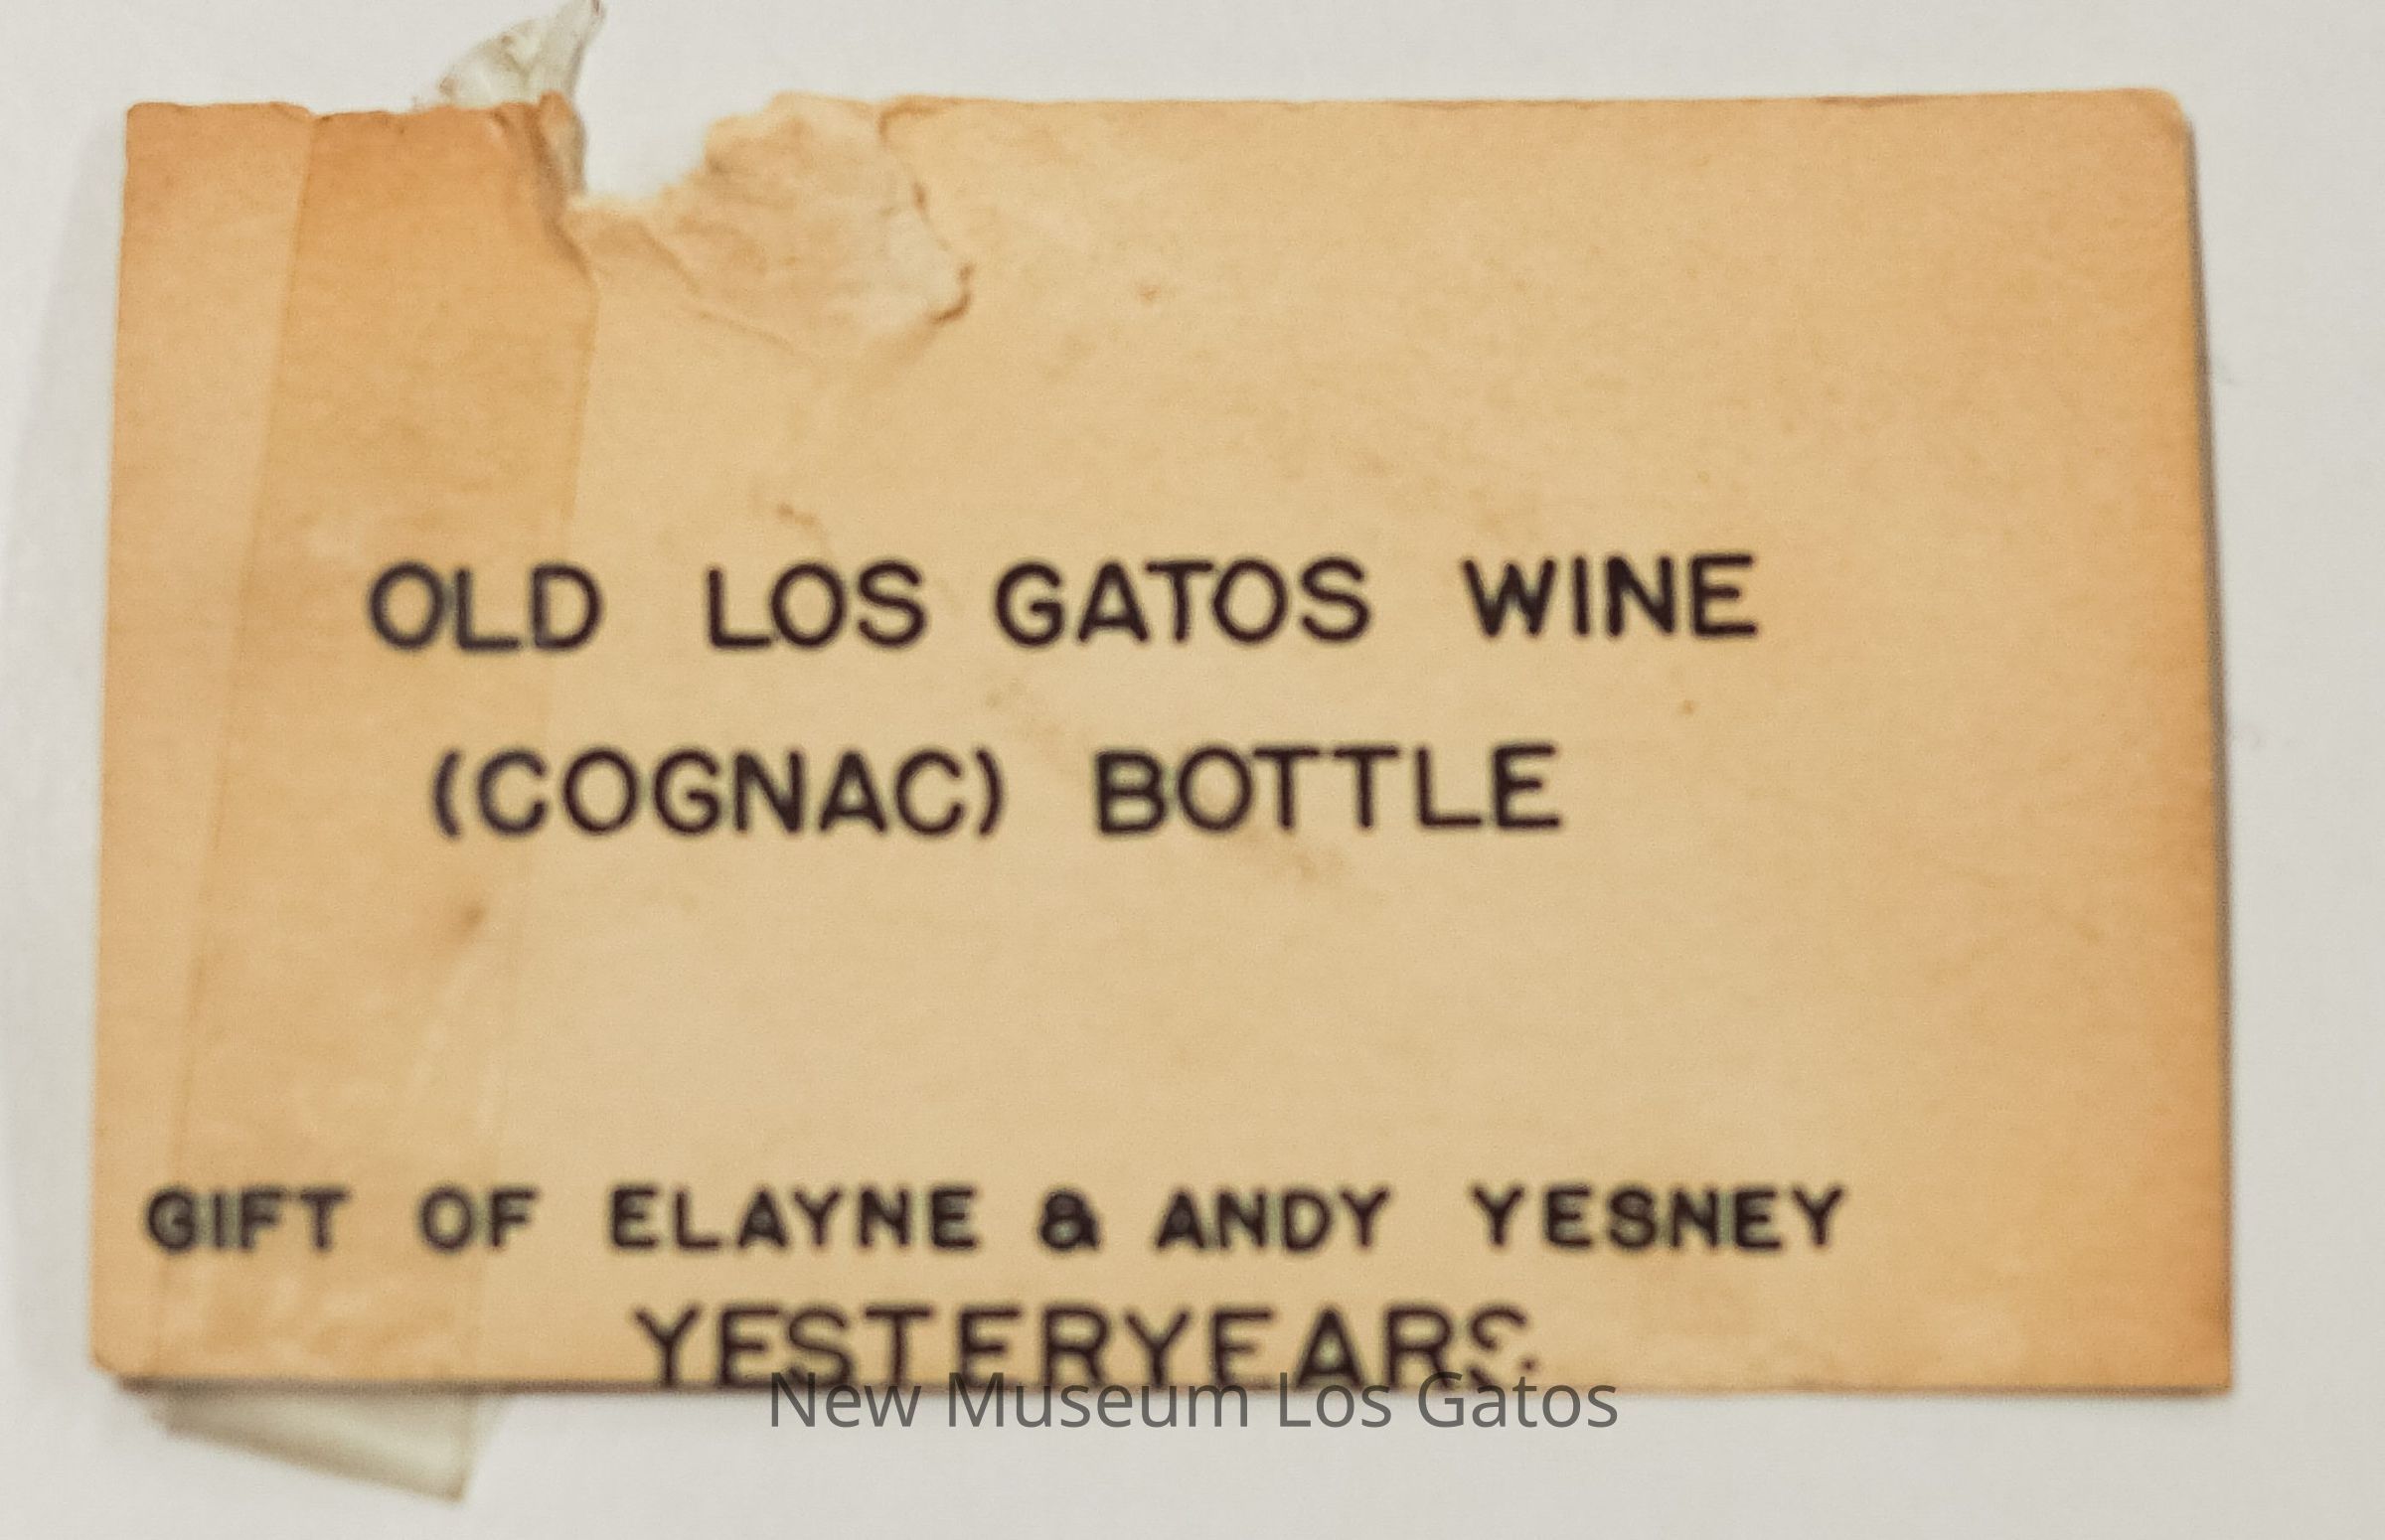 OLD LOS GATOS WINE
(COGNAC) BOTTLE
GIFT OF ELAYNE & ANDY YESNEY
YESTERYEARS
New Museum Los Gatos